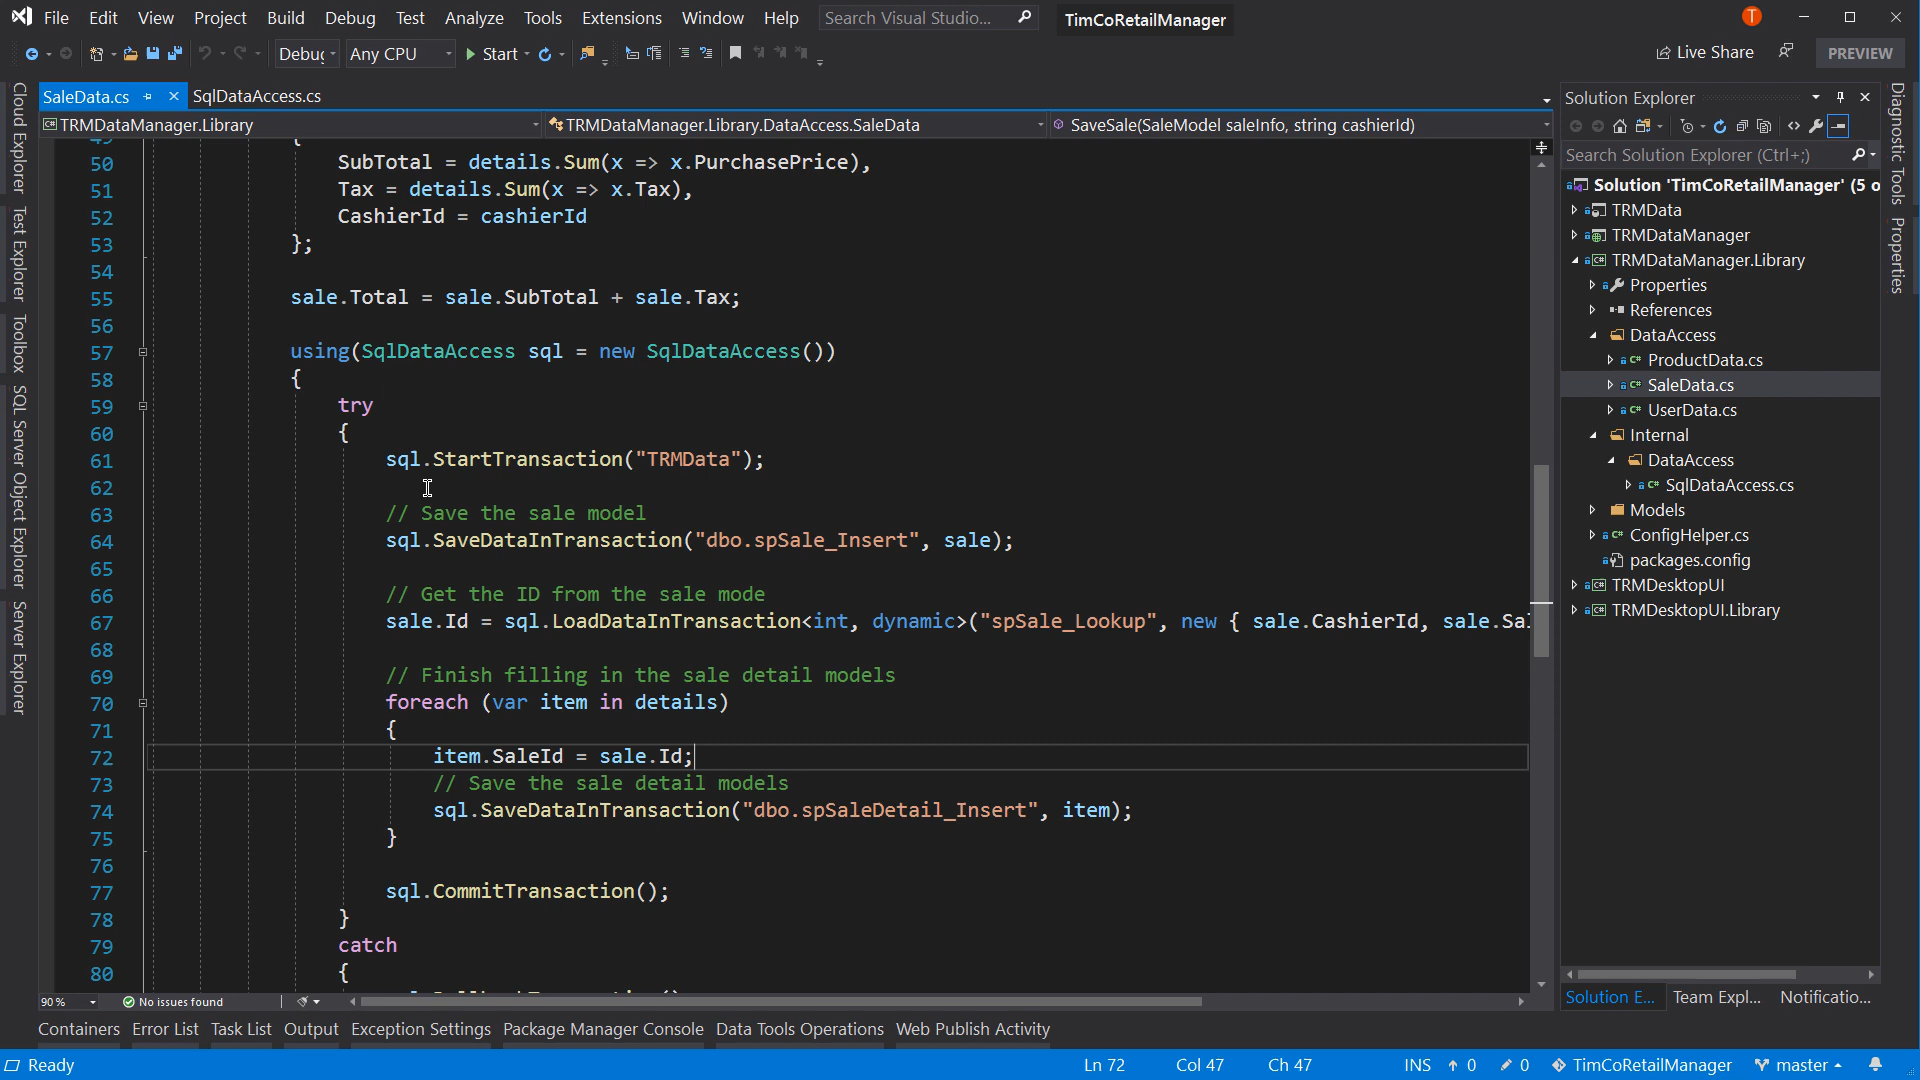 File Edit View Project Build Debug Test Analyze Tools Extensions Window Help Search Visual Studio... TimCoRetailManager T
Debug Any CPU Start Live Share PREVIEW
Cloud Explorer
Test Explorer
Toolbox
SQL Server Object Explorer
Server Explorer
SaleData.cs SqlDataAccess.cs
TRMDataManager.Library TRMDataManager.Library.DataAccess.SaleData SaveSale(SaleModel saleInfo, string cashierId)
{
50 SubTotal = details.Sum(x => x.PurchasePrice),
51 Tax = details.Sum(x => x.Tax),
52 CashierId = cashierId
53 };
54
55 sale.Total = sale.SubTotal + sale.Tax;
56
57 using(SqlDataAccess sql = new SqlDataAccess())
58 {
59 try
60 {
61 sql.StartTransaction("TRMData");
62
63 // Save the sale model
64 sql.SaveDataInTransaction("dbo.spSale_Insert", sale);
65
66 // Get the ID from the sale mode
67 sale.Id = sql.LoadDataInTransaction<int, dynamic>("spSale_Lookup", new { sale.CashierId, sale.Sal
68
69 // Finish filling in the sale detail models
70 foreach (var item in details)
71 {
72 item.SaleId = sale.Id;
73 // Save the sale detail models
74 sql.SaveDataInTransaction("dbo.spSaleDetail_Insert", item);
75 }
76
77 sql.CommitTransaction();
78 }
79 catch
80 {
90 % No issues found
Solution Explorer
Search Solution Explorer (Ctrl+;)
Solution 'TimCoRetailManager' (5 o
TRMData
TRMDataManager
TRMDataManager.Library
Properties
References
DataAccess
ProductData.cs
SaleData.cs
UserData.cs
Internal
DataAccess
SqlDataAccess.cs
Models
ConfigHelper.cs
packages.config
TRMDesktopUI
TRMDesktopUI.Library
Solution E... Team Expl... Notificatio...
Diagnostic Tools
Properties
Containers Error List Task List Output Exception Settings Package Manager Console Data Tools Operations Web Publish Activity
Ready Ln 72 Col 47 Ch 47 INS 0 0 TimCoRetailManager master